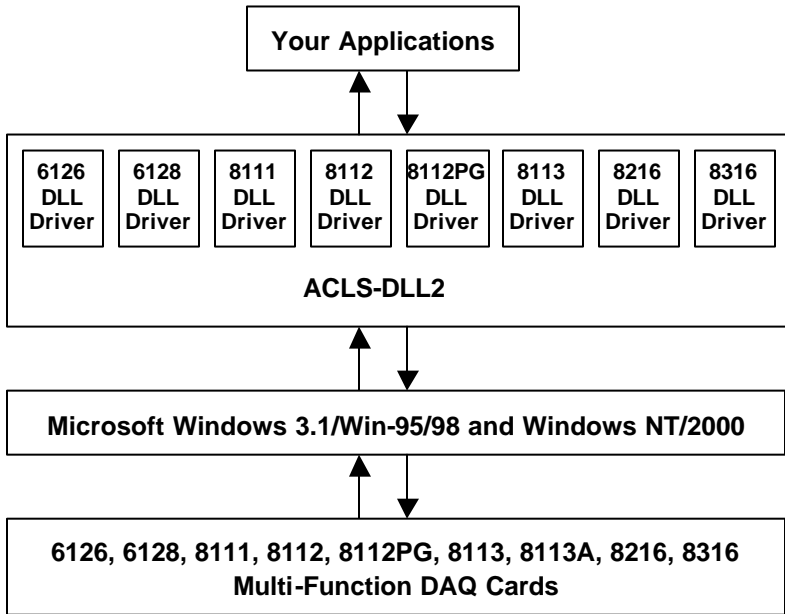 Your Applications
6126 6128 8111 8112 8112PG 8113 8216 8316
DLL DLL DLL DLL DLL DLL DLL DLL
Driver Driver Driver Driver Driver Driver Driver Driver
ACLS-DLL2
Microsoft Windows 3.1/Win-95/98 and Windows NT/2000
6126, 6128, 8111, 8112, 8112PG, 8113, 8113A, 8216, 8316
Multi-Function DAQ Cards